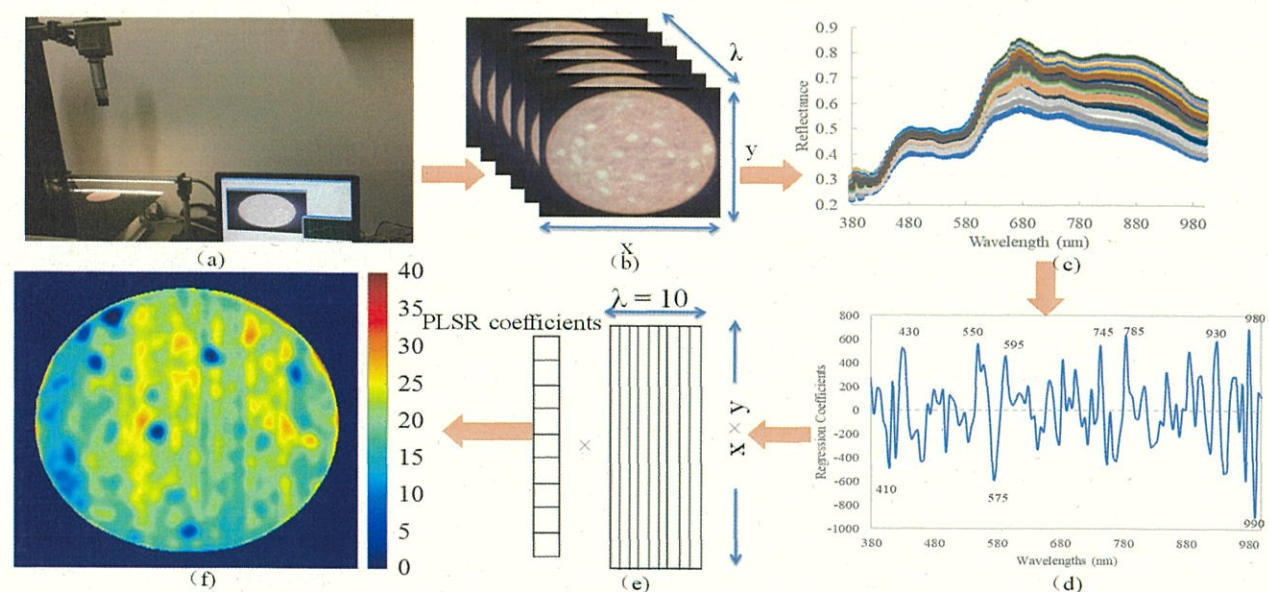 λ
y
x
(a)
(b)
Reflectance
0.9
0.8
0.7
0.6
0.5
0.4
0.3
0.2
380 480 580 680 780 880 980
Wavelength (nm)
(c)
40
35
30
25
20
15
10
5
0
(f)
λ = 10
PLSR coefficients
×
x × y
(e)
Regression Coefficients
800
600
400
200
0
-200
-400
-600
-800
-1000
430
550
595
745
785
930
980
410
575
990
380 480 580 680 780 880 980
Wavelengths (nm)
(d)